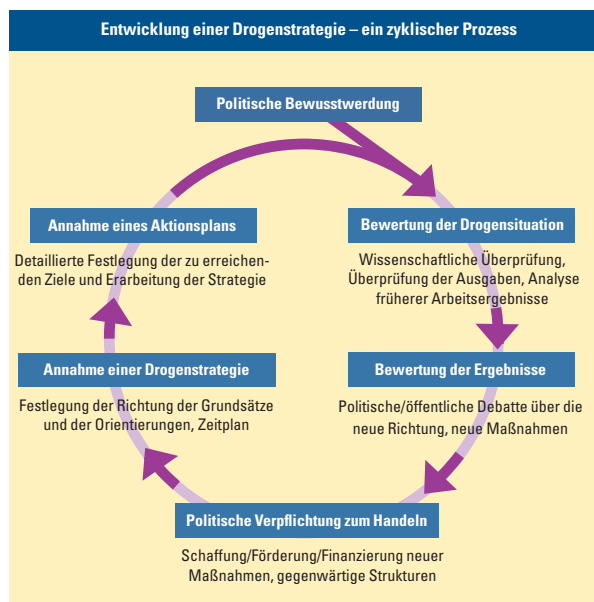 Entwicklung einer Drogenstrategie – ein zyklischer Prozess
Politische Bewusstwerdung
Bewertung der Drogensituation
Wissenschaftliche Überprüfung,
Überprüfung der Ausgaben, Analyse
früherer Arbeitsergebnisse
Bewertung der Ergebnisse
Politische/öffentliche Debatte über die
neue Richtung, neue Maßnahmen
Politische Verpflichtung zum Handeln
Schaffung/Förderung/Finanzierung neuer
Maßnahmen, gegenwärtige Strukturen
Annahme einer Drogenstrategie
Festlegung der Richtung der Grundsätze
und der Orientierungen, Zeitplan
Annahme eines Aktionsplans
Detaillierte Festlegung der zu erreichen-
den Ziele und Erarbeitung der Strategie